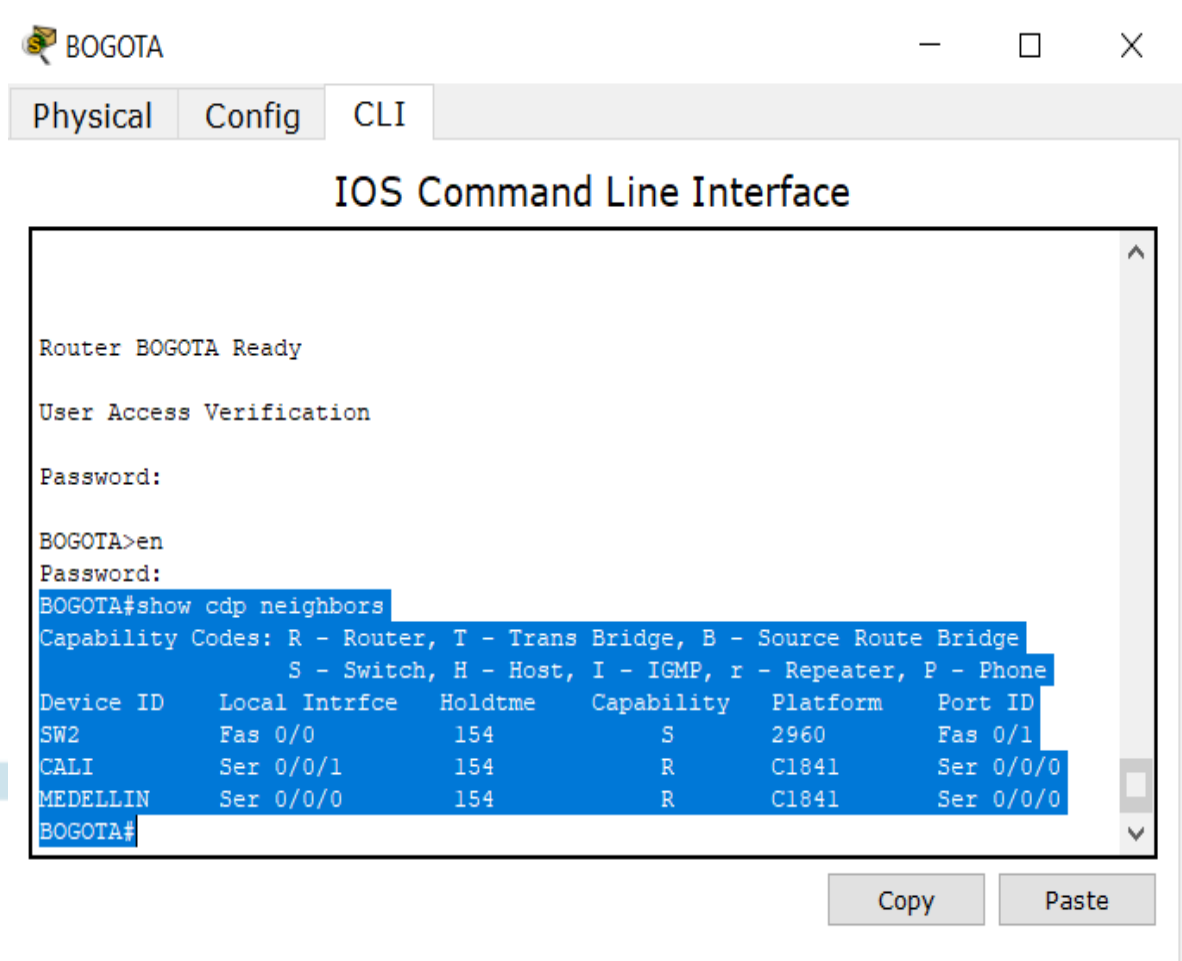 BOGOTA
Physical Config CLI
IOS Command Line Interface
Router BOGOTA Ready
User Access Verification
Password:
BOGOTA>en
Password:
BOGOTA#show cdp neighbors
Capability Codes: R - Router, T - Trans Bridge, B - Source Route Bridge
S - Switch, H - Host, I - IGMP, r - Repeater, P - Phone
Device ID Local Intrfce Holdtme Capability Platform Port ID
SW2 Fas 0/0 154 S 2960 Fas 0/1
CALI Ser 0/0/1 154 R C1841 Ser 0/0/0
MEDELLIN Ser 0/0/0 154 R C1841 Ser 0/0/0
BOGOTA#
Copy Paste